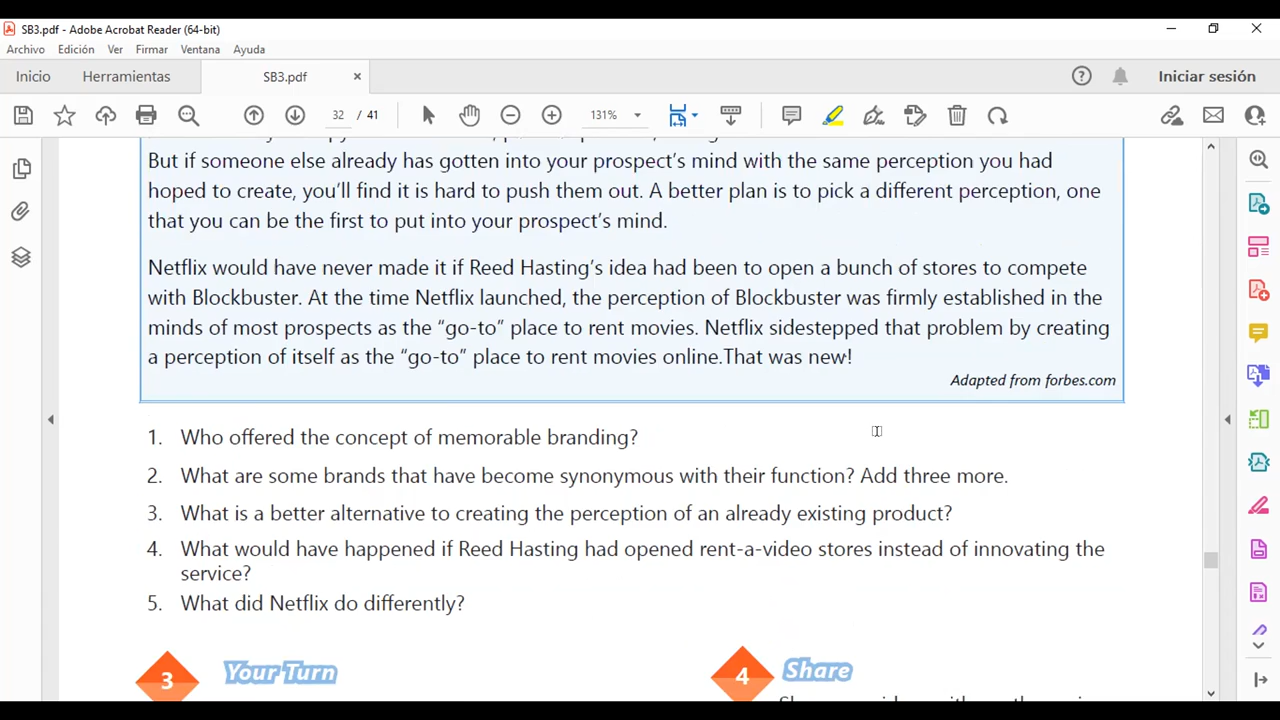 SB3.pdf - Adobe Acrobat Reader (64-bit)
Archivo Edición Ver Firmar Ventana Ayuda
Inicio Herramientas SB3.pdf Iniciar sesión
32 / 41 131%
But if someone else already has gotten into your prospect's mind with the same perception you had
hoped to create, you'll find it is hard to push them out. A better plan is to pick a different perception, one
that you can be the first to put into your prospect's mind.
Netflix would have never made it if Reed Hasting's idea had been to open a bunch of stores to compete
with Blockbuster. At the time Netflix launched, the perception of Blockbuster was firmly established in the
minds of most prospects as the “go-to” place to rent movies. Netflix sidestepped that problem by creating
a perception of itself as the “go-to” place to rent movies online.That was new!
Adapted from forbes.com
1. Who offered the concept of memorable branding?
2. What are some brands that have become synonymous with their function? Add three more.
3. What is a better alternative to creating the perception of an already existing product?
4. What would have happened if Reed Hasting had opened rent-a-video stores instead of innovating the
service?
5. What did Netflix do differently?
3 Your Turn 4 Share